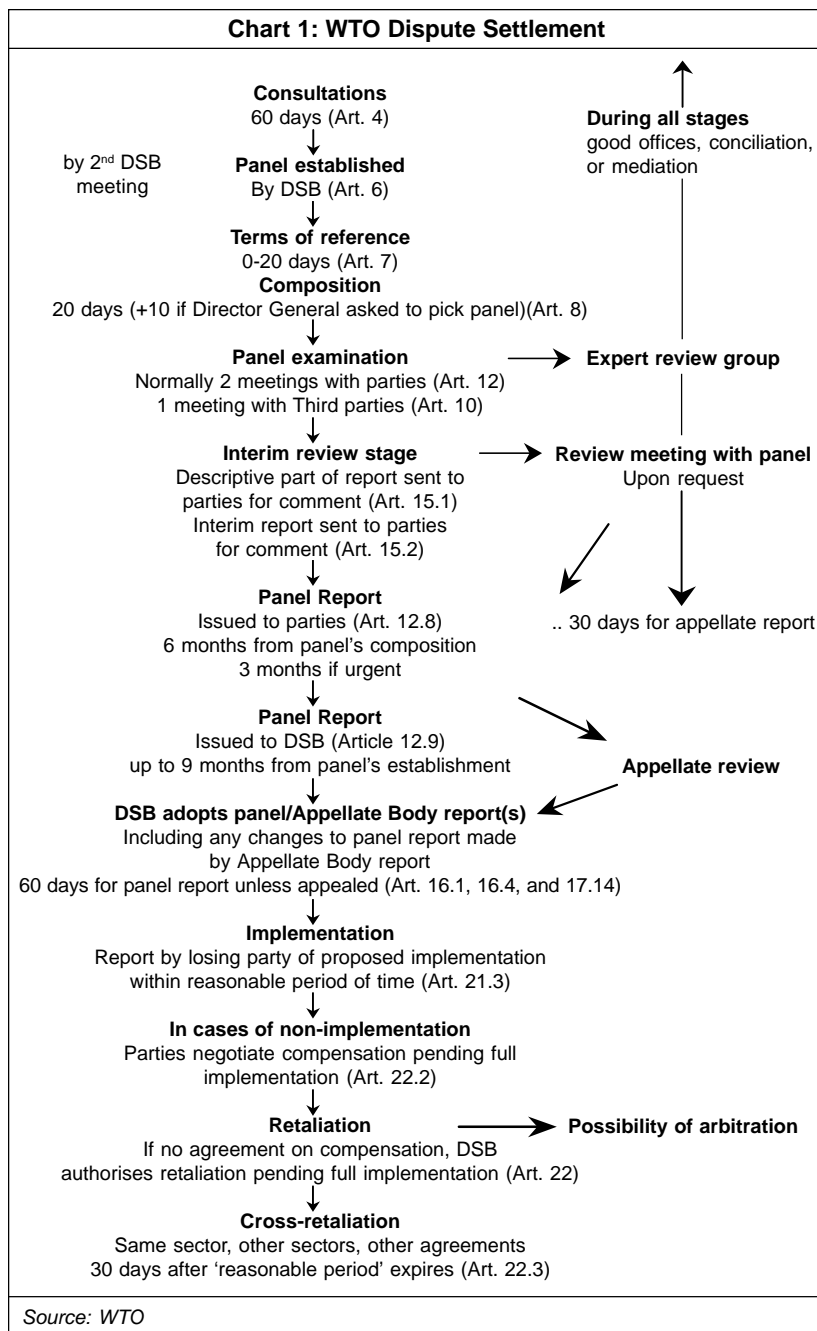 Chart 1: WTO Dispute Settlement
Consultations
60 days (Art. 4)
During all stages
good offices, conciliation,
or mediation
by 2nd DSB
meeting
Panel established
By DSB (Art. 6)
Terms of reference
0-20 days (Art. 7)
Composition
20 days (+10 if Director General asked to pick panel)(Art. 8)
Panel examination
Normally 2 meetings with parties (Art. 12)
1 meeting with Third parties (Art. 10)
Expert review group
Interim review stage
Descriptive part of report sent to
parties for comment (Art. 15.1)
Interim report sent to parties
for comment (Art. 15.2)
Review meeting with panel
Upon request
Panel Report
Issued to parties (Art. 12.8)
6 months from panel's composition
3 months if urgent
.. 30 days for appellate report
Panel Report
Issued to DSB (Article 12.9)
up to 9 months from panel's establishment
Appellate review
DSB adopts panel/Appellate Body report(s)
Including any changes to panel report made
by Appellate Body report
60 days for panel report unless appealed (Art. 16.1, 16.4, and 17.14)
Implementation
Report by losing party of proposed implementation
within reasonable period of time (Art. 21.3)
In cases of non-implementation
Parties negotiate compensation pending full
implementation (Art. 22.2)
Retaliation
If no agreement on compensation, DSB
authorises retaliation pending full implementation (Art. 22)
Possibility of arbitration
Cross-retaliation
Same sector, other sectors, other agreements
30 days after 'reasonable period' expires (Art. 22.3)
Source: WTO